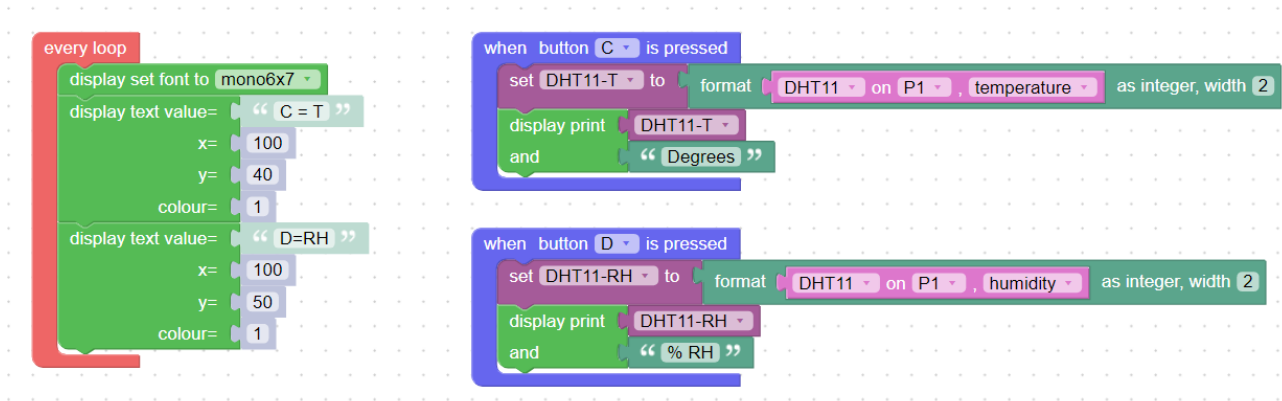 every loop
display set font to mono6x7
display text value= “ C = T ”
x= 100
y= 40
colour= 1
display text value= “ D=RH ”
x= 100
y= 50
colour= 1
when button C is pressed
set DHT11-T to format DHT11 on P1 , temperature as integer, width 2
display print DHT11-T
and “ Degrees ”
when button D is pressed
set DHT11-RH to format DHT11 on P1 , humidity as integer, width 2
display print DHT11-RH
and “ % RH ”